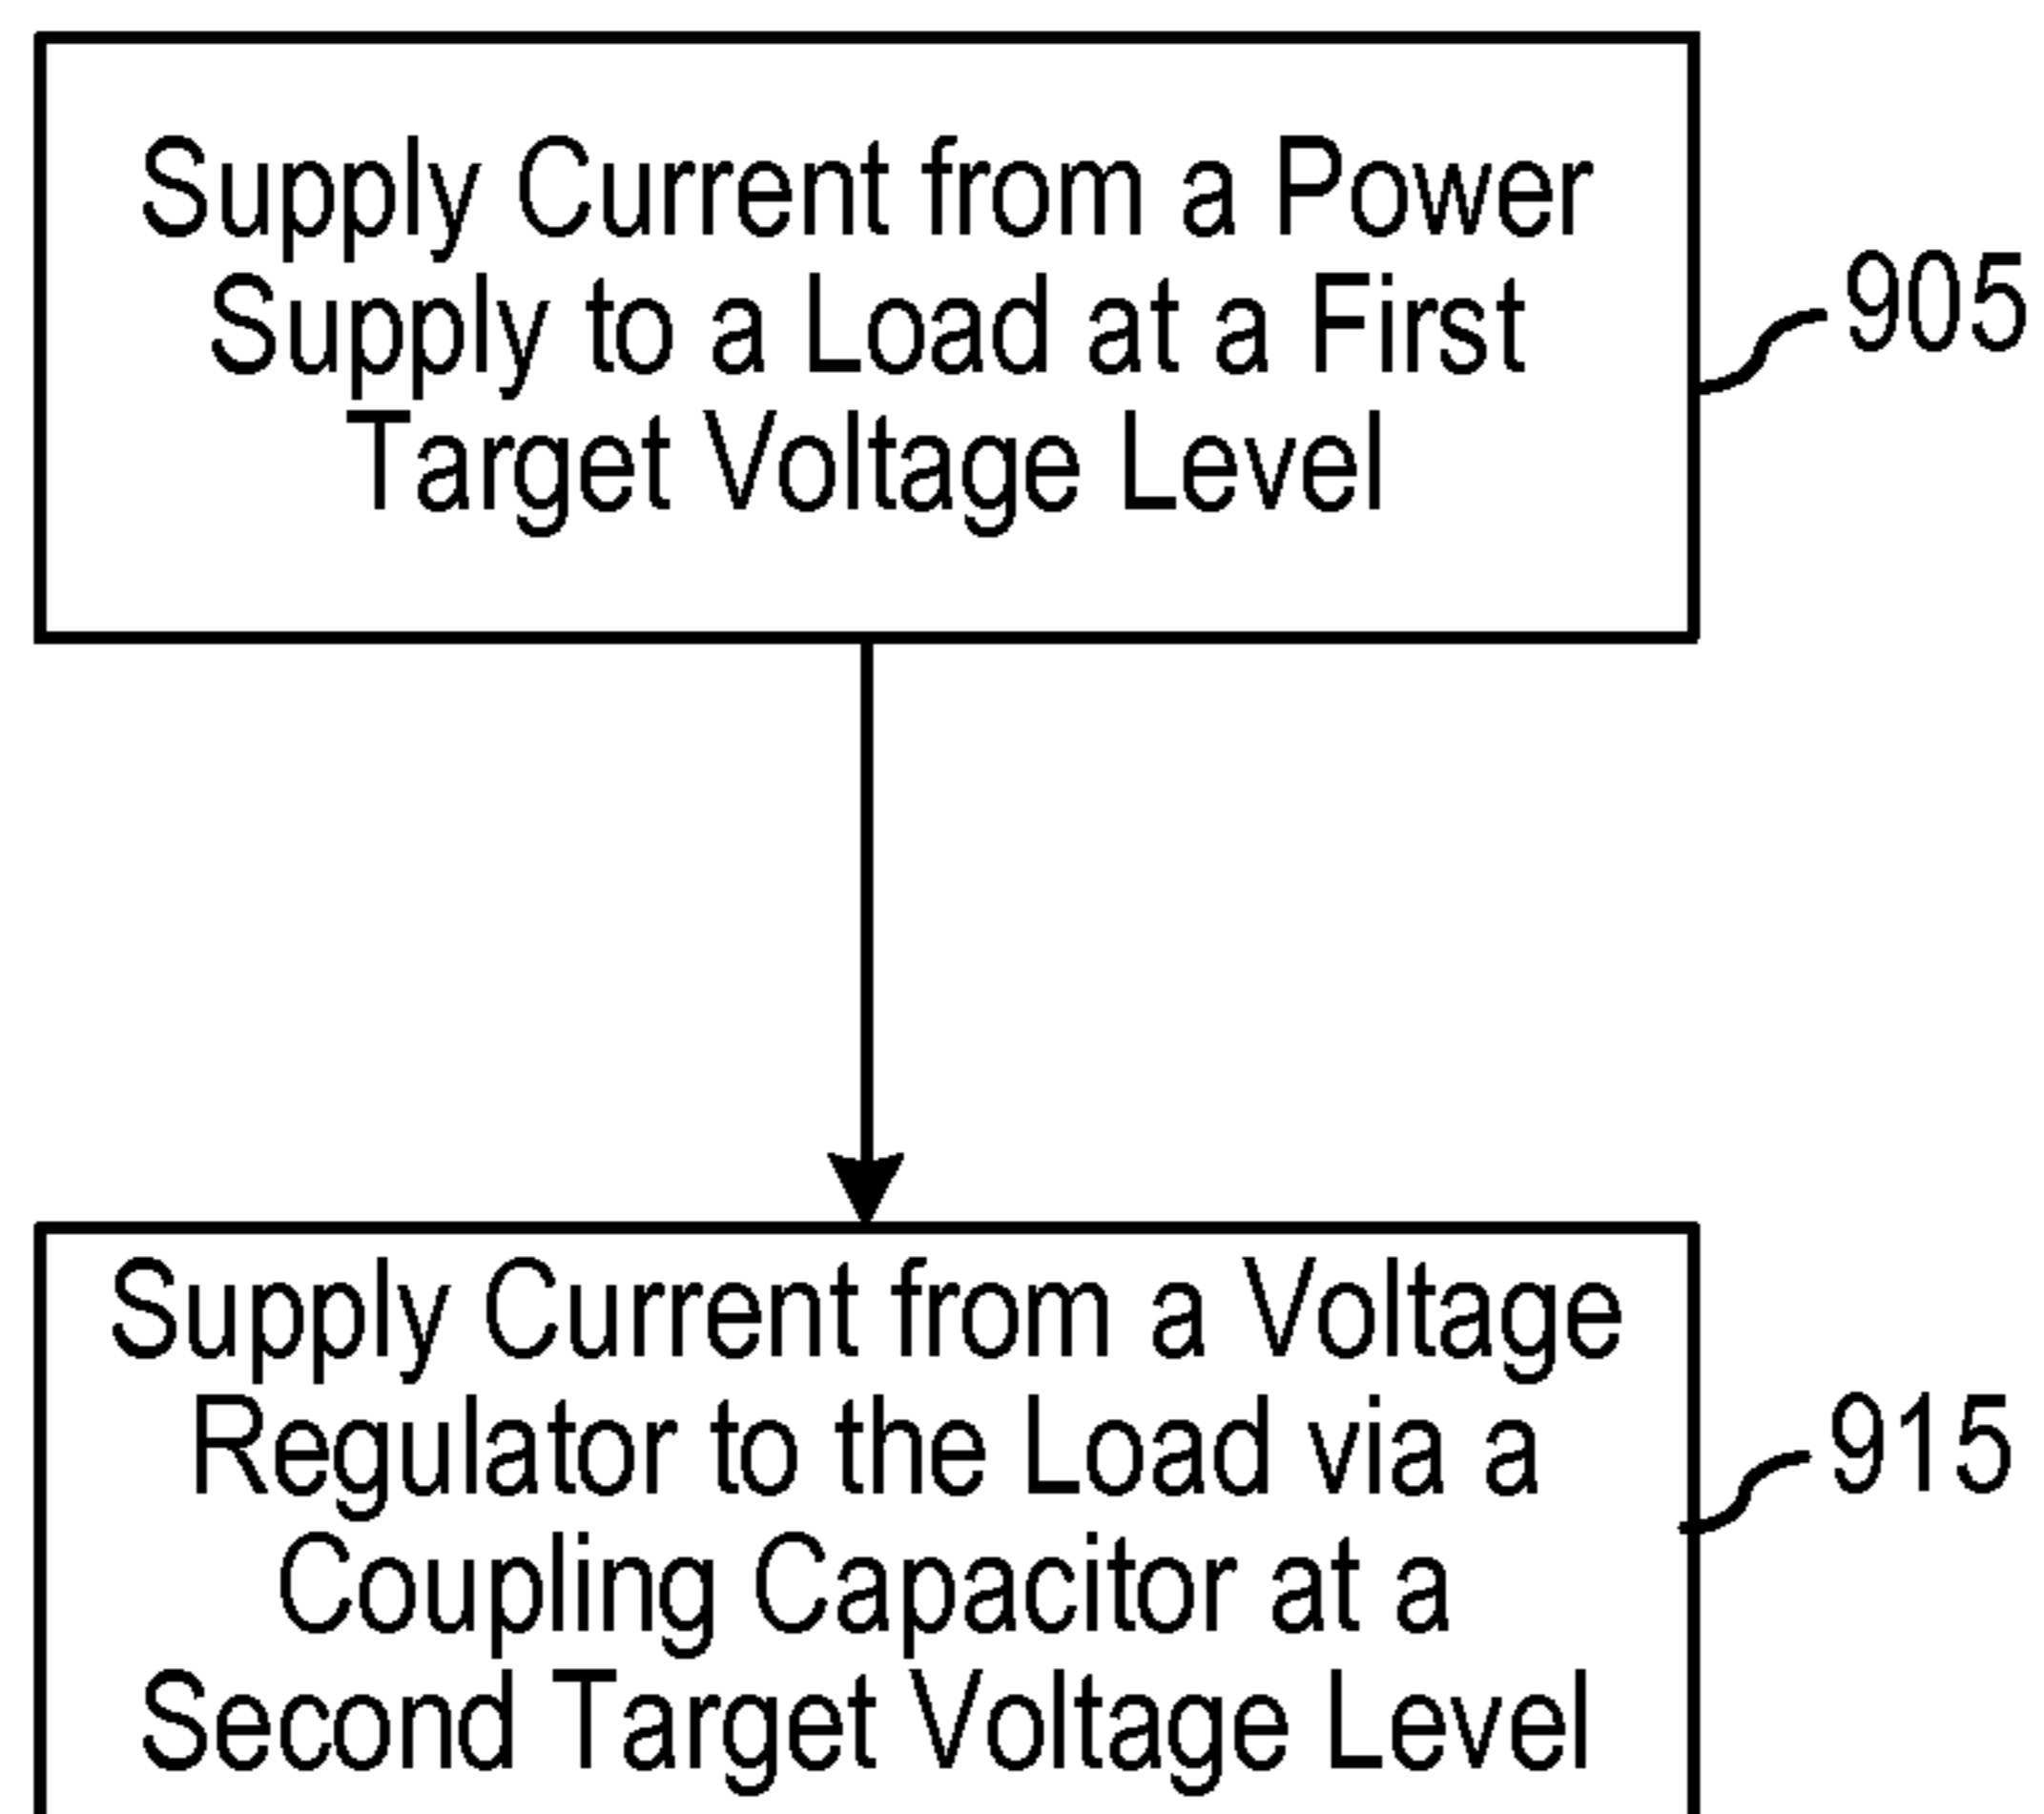 Supply Current from a Power
Supply to a Load at a First
Target Voltage Level
905
Supply Current from a Voltage
Regulator to the Load via a
Coupling Capacitor at a
Second Target Voltage Level
915